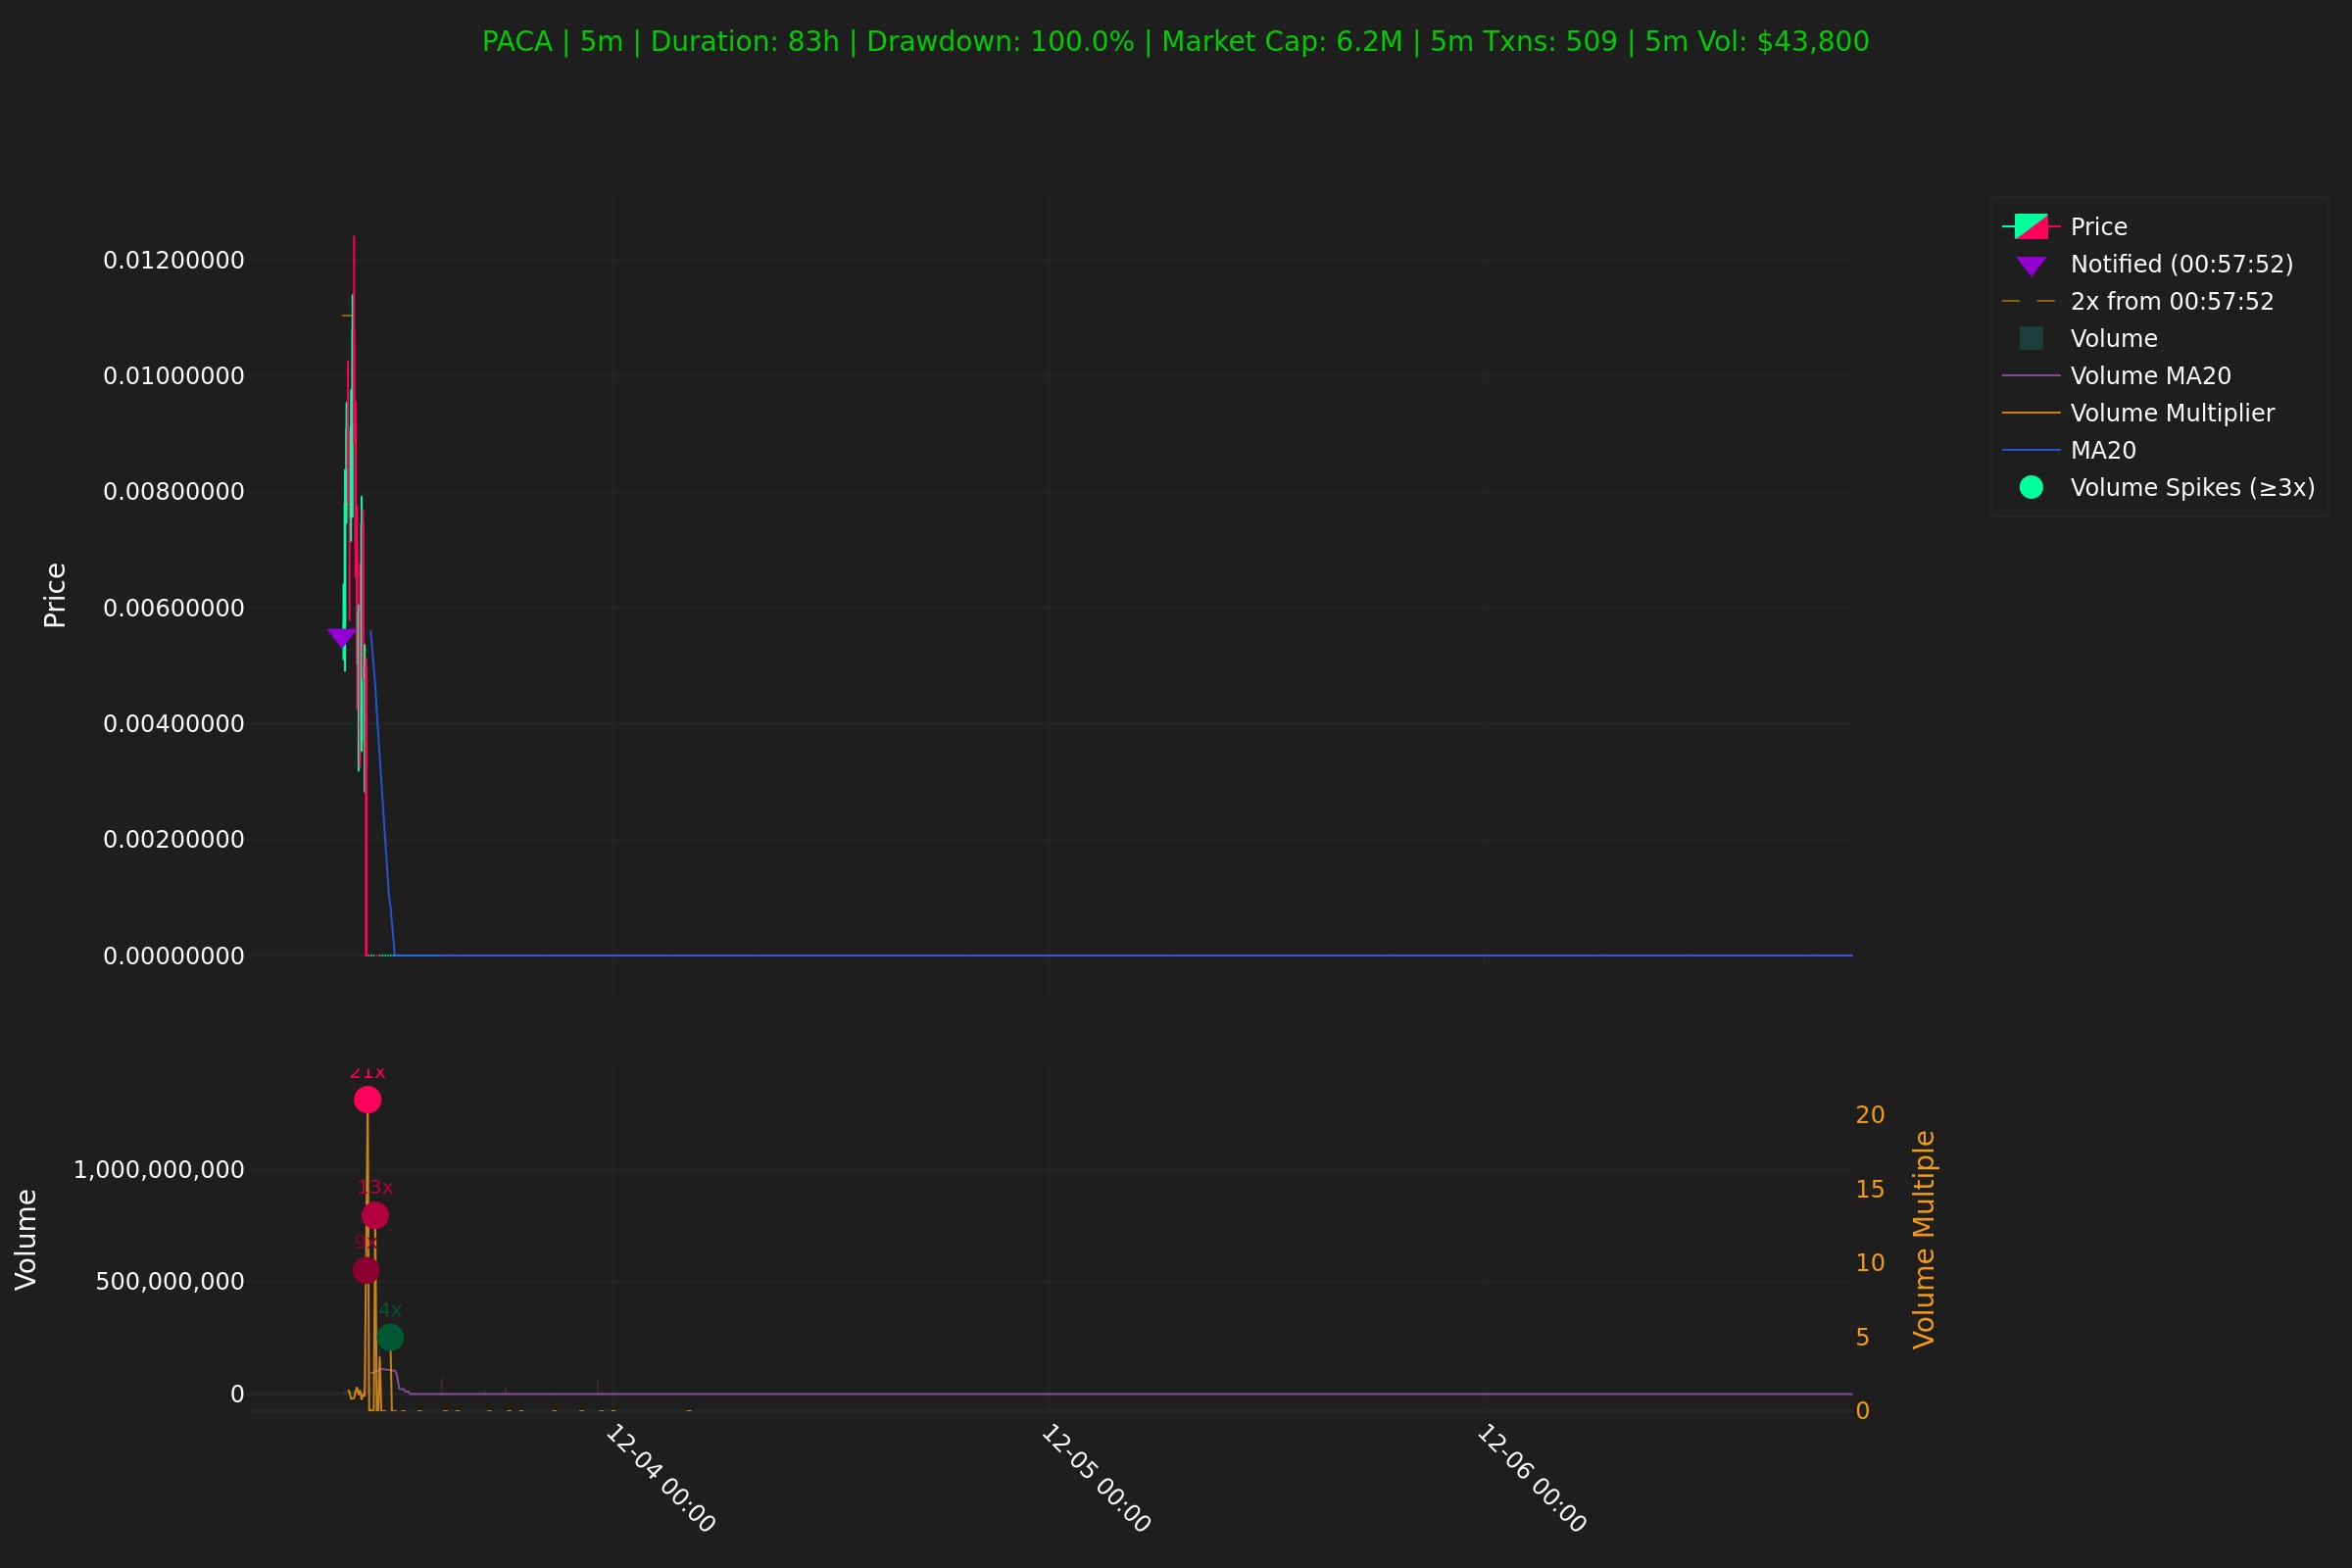 PACA | 5m | Duration: 83h | Drawdown: 100.0% | Market Cap: 6.2M | 5m Txns: 509 | 5m Vol: $43,800
Price
0.01200000
0.01000000
0.00800000
0.00600000
0.00400000
0.00200000
0.00000000
Price
Notified (00:57:52)
2x from 00:57:52
Volume
Volume MA20
Volume Multiplier
MA20
Volume Spikes (≥3x)
Volume
1,000,000,000
500,000,000
0
21x
13x
9x
4x
20
15
10
5
0
Volume Multiple
12-04 00:00
12-05 00:00
12-06 00:00